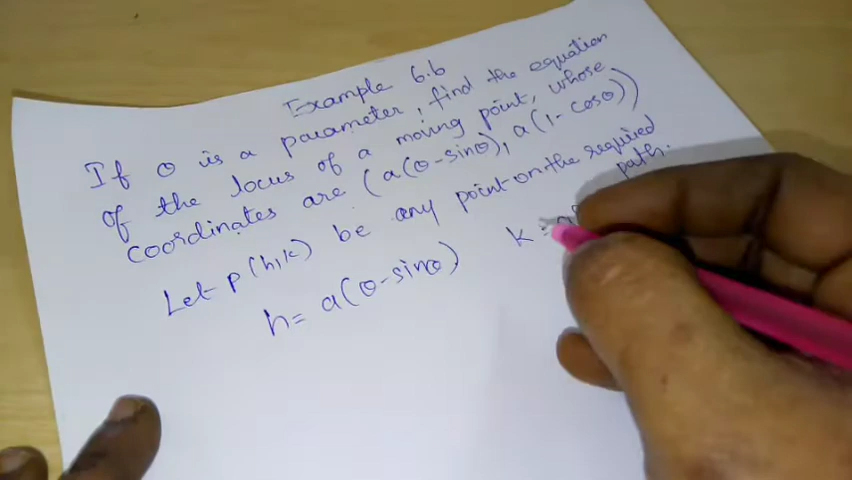 Example 6.6
If θ is a parameter, find the equation
of the locus of a moving point, whose
coordinates are (a(θ-sinθ), a(1-cosθ))
Let P(h,k) be any point on the required
path.
h = a(θ-sinθ) k =